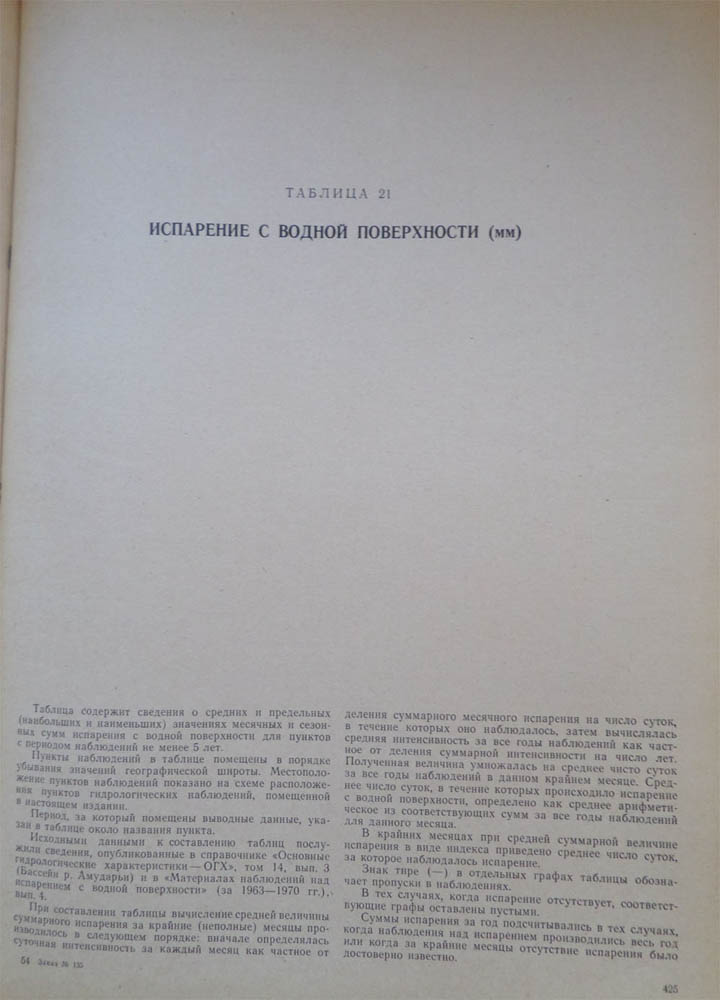 ТАБЛИЦА 21
ИСПАРЕНИЕ С ВОДНОЙ ПОВЕРХНОСТИ (мм)
Таблица содержит сведения о средних и предельных
(наибольших и наименьших) значениях месячных и сезон-
ных сумм испарения с водной поверхности для пунктов
с периодом наблюдений не менее 5 лет.
Пункты наблюдений в таблице помещены в порядке
убывания значений географической широты. Местополо-
жение пунктов наблюдений показано на схеме расположе-
ния пунктов гидрологических наблюдений, помещенной
в настоящем издании.
Период, за который помещены выводные данные, ука-
зан в таблице около названия пункта.
Исходными данными к составлению таблиц послу-
жили сведения, опубликованные в справочнике «Основные
гидрологические характеристики — ОГХ», том 14, вып. 3
(Бассейн р. Амударьи) и в «Материалах наблюдений над
испарением с водной поверхности» (за 1963—1970 гг.),
вып. 4.
При составлении таблицы вычисление средней величины
суммарного испарения за крайние (неполные) месяцы про-
изводилось в следующем порядке: вначале определялась
суточная интенсивность за каждый месяц как частное от
54 Заказ № 135
деления суммарного месячного испарения на число суток,
в течение которых оно наблюдалось, затем вычислялась
средняя интенсивность за все годы наблюдений как част-
ное от деления суммарной интенсивности на число лет.
Полученная величина умножалась на среднее чисто суток
за все годы наблюдений в данном крайнем месяце. Сред-
нее число суток, в течение которых происходило испарение
с водной поверхности, определено как среднее арифмети-
ческое из соответствующих сумм за все годы наблюдений
для данного месяца.
В крайних месяцах при средней суммарной величине
испарения в виде индекса приведено среднее число суток,
за которое наблюдалось испарение.
Знак тире (—) в отдельных графах таблицы обозна-
чает пропуски в наблюдениях.
В тех случаях, когда испарение отсутствует, соответст-
вующие графы оставлены пустыми.
Суммы испарения за год подсчитывались в тех случаях,
когда наблюдения над испарением производились весь год
или когда за крайние месяцы отсутствие испарения было
достоверно известно.
425